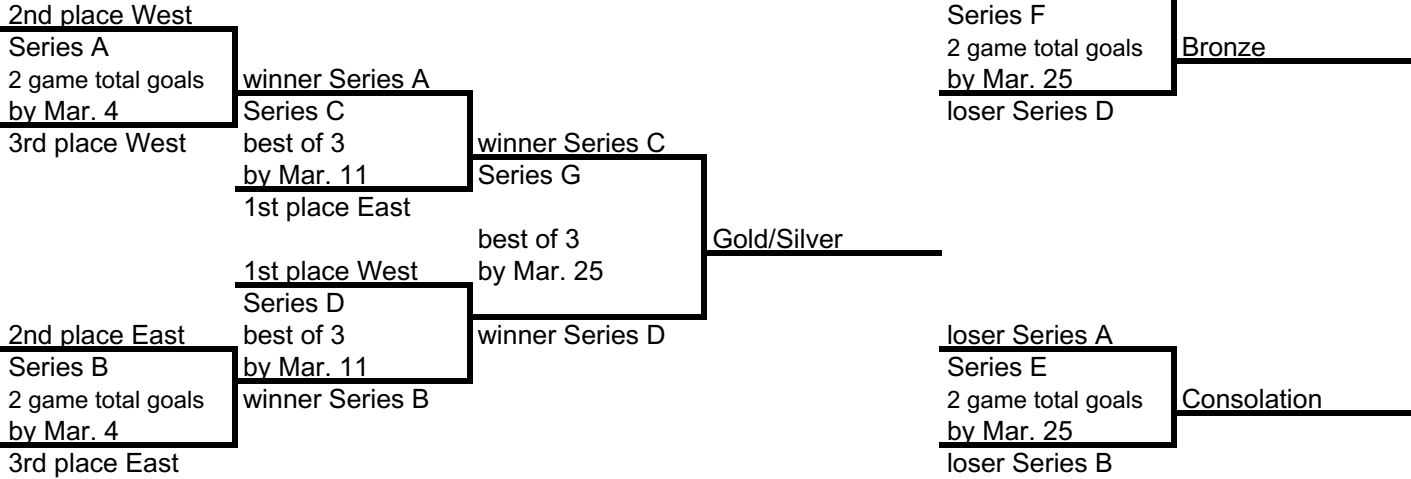 2nd place West
Series A
2 game total goals
by Mar. 4
3rd place West
winner Series A
Series C
best of 3
by Mar. 11
1st place East
1st place West
Series D
best of 3
by Mar. 11
winner Series B
2nd place East
Series B
2 game total goals
by Mar. 4
3rd place East
winner Series C
Series G
best of 3
by Mar. 25
winner Series D
Gold/Silver
Series F
2 game total goals
by Mar. 25
loser Series D
Bronze
loser Series A
Series E
2 game total goals
by Mar. 25
loser Series B
Consolation